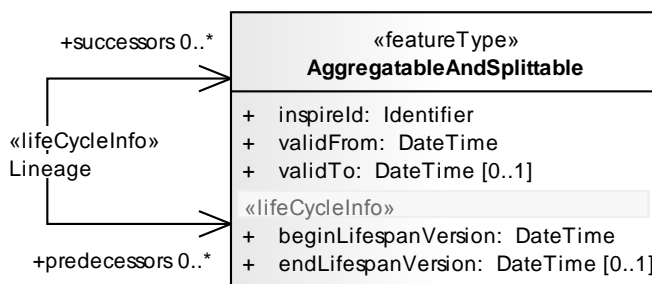 +successors 0..*
«lifeCycleInfo»
Lineage
+predecessors 0..*
«featureType»
AggregatableAndSplittable
+ inspireId: Identifier
+ validFrom: DateTime
+ validTo: DateTime [0..1]
«lifeCycleInfo»
+ beginLifespanVersion: DateTime
+ endLifespanVersion: DateTime [0..1]